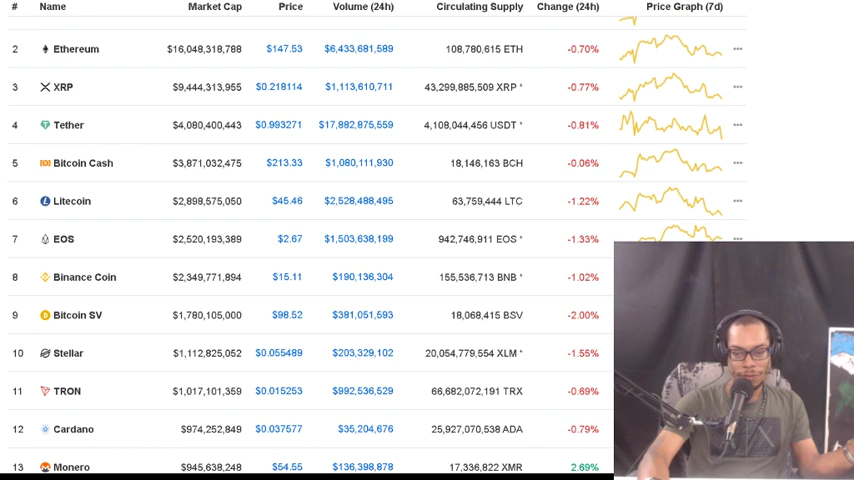 # Name Market Cap Price Volume (24h) Circulating Supply Change (24h) Price Graph (7d)
2 Ethereum $16,048,318,788 $147.53 $6,433,681,589 108,780,615 ETH -0.70%
3 XRP $9,444,313,955 $0.218114 $1,113,610,711 43,299,885,509 XRP * -0.77%
4 Tether $4,080,400,443 $0.993271 $17,882,875,559 4,108,044,456 USDT * -0.81%
5 Bitcoin Cash $3,871,032,475 $213.33 $1,080,111,930 18,146,163 BCH -0.06%
6 Litecoin $2,898,575,050 $45.46 $2,528,488,495 63,759,444 LTC -1.22%
7 EOS $2,520,193,389 $2.67 $1,503,638,199 942,746,911 EOS * -1.33%
8 Binance Coin $2,349,771,894 $15.11 $190,136,304 155,536,713 BNB * -1.02%
9 Bitcoin SV $1,780,105,000 $98.52 $381,051,593 18,068,415 BSV -2.00%
10 Stellar $1,112,825,052 $0.055489 $203,329,102 20,054,779,554 XLM * -1.55%
11 TRON $1,017,101,359 $0.015253 $992,536,529 66,682,072,191 TRX -0.69%
12 Cardano $974,252,849 $0.037577 $35,204,676 25,927,070,538 ADA -0.79%
13 Monero $945,638,248 $54.55 $136,398,878 17,336,822 XMR 2.69%